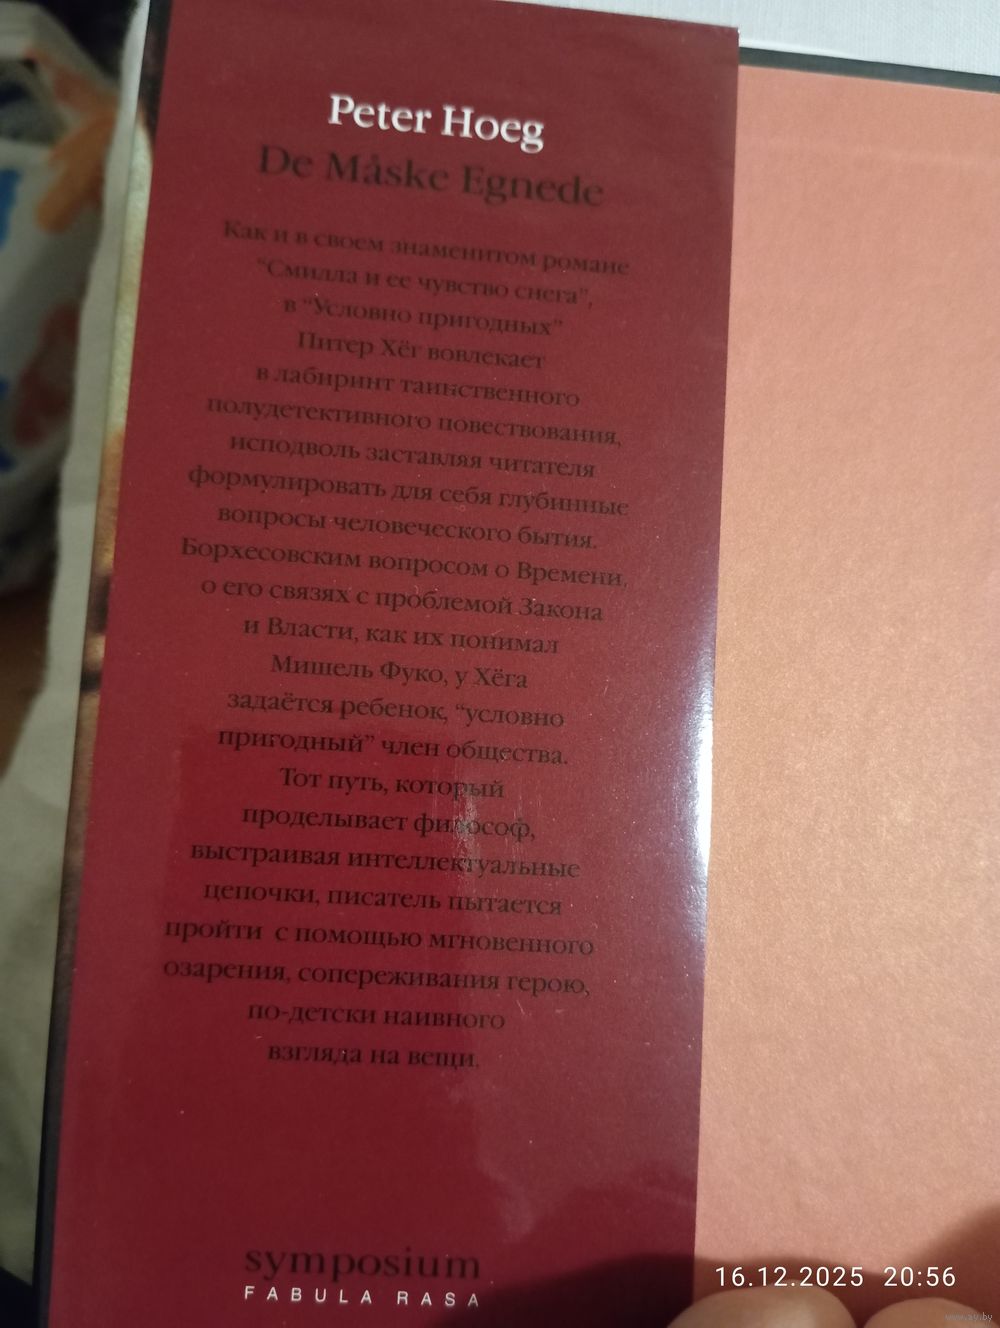 Peter Hoeg
De Måske Egnede
Как и в своем знаменитом романе
“Смилла и ее чувство снега”,
в “Условно пригодных”
Питер Хёг вовлекает
в лабиринт таинственного
полудетективного повествования,
исподволь заставляя читателя
формулировать для себя глубинные
вопросы человеческого бытия.
Борхесовским вопросом о Времени,
о его связях с проблемой Закона
и Власти, как их понимал
Мишель Фуко, у Хёга
задаётся ребенок, “условно
пригодный” член общества.
Тот путь, который
проделывает философ,
выстраивая интеллектуальные
цепочки, писатель пытается
пройти с помощью мгновенного
озарения, сопереживания герою,
по-детски наивного
взгляда на вещи.
symposium
FABULA RASA
16.12.2025 20:56
www.ay.by